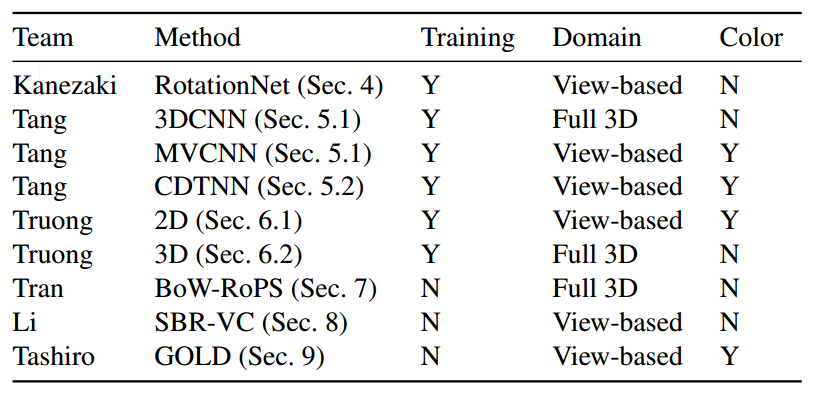 Team Method Training Domain Color
Kanezaki RotationNet (Sec. 4) Y View-based N
Tang 3DCNN (Sec. 5.1) Y Full 3D N
Tang MVCNN (Sec. 5.1) Y View-based Y
Tang CDTNN (Sec. 5.2) Y View-based Y
Truong 2D (Sec. 6.1) Y View-based Y
Truong 3D (Sec. 6.2) Y Full 3D N
Tran BoW-RoPS (Sec. 7) N Full 3D N
Li SBR-VC (Sec. 8) N View-based N
Tashiro GOLD (Sec. 9) N View-based Y